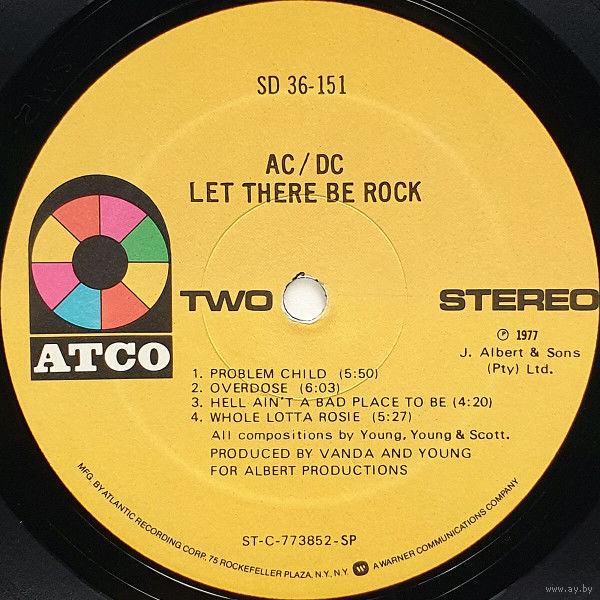 SD 36-151
AC/DC
LET THERE BE ROCK
ATCO
TWO
STEREO
Ⓟ 1977
J. Albert & Sons
(Pty) Ltd.
1. PROBLEM CHILD (5:50)
2. OVERDOSE (6:03)
3. HELL AIN'T A BAD PLACE TO BE (4:20)
4. WHOLE LOTTA ROSIE (5:27)
All compositions by Young, Young & Scott.
PRODUCED BY VANDA AND YOUNG
FOR ALBERT PRODUCTIONS
ST-C-773852-SP
MFG. BY ATLANTIC RECORDING CORP., 75 ROCKEFELLER PLAZA, N.Y., N.Y. A WARNER COMMUNICATIONS COMPANY
www.ay.by